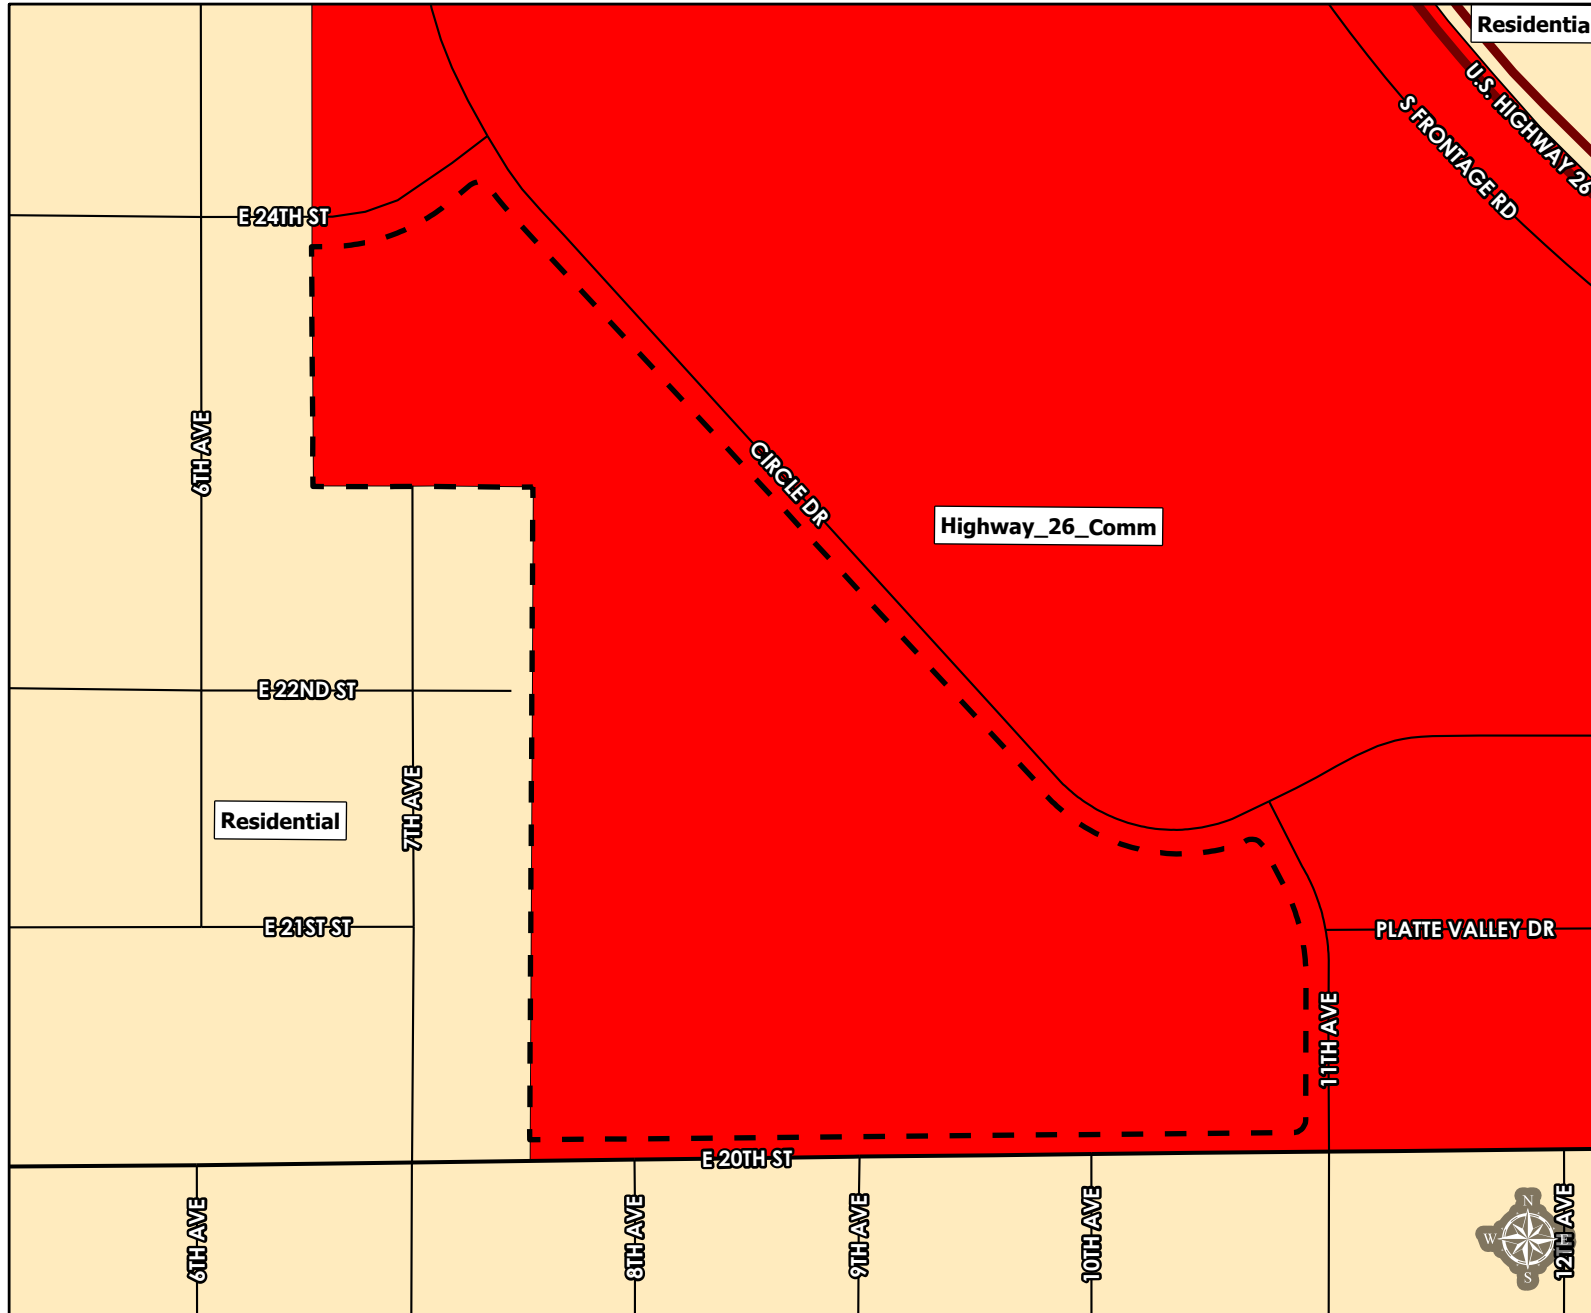 Residentia
U.S. HIGHWAY 26
S FRONTAGE RD
E 24TH ST
6TH AVE
CIRCLE DR
Highway_26_Comm
E 22ND ST
7TH AVE
Residential
E 21ST ST
PLATTE VALLEY DR
11TH AVE
E 20TH ST
6TH AVE
8TH AVE
9TH AVE
10TH AVE
12TH AVE
N
W
E
S